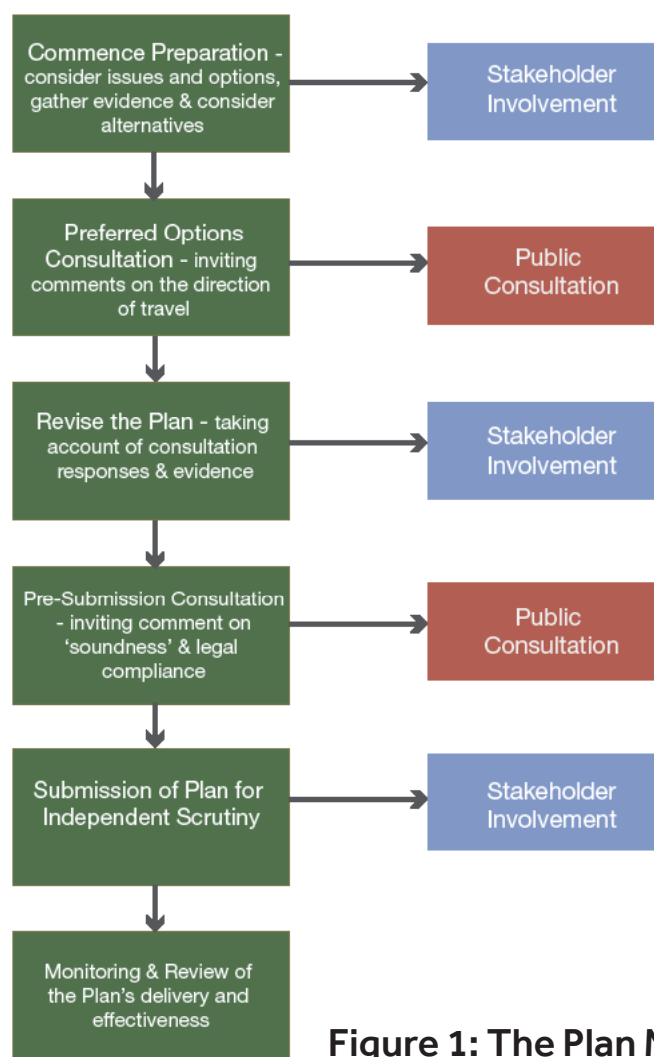 Commence Preparation -
consider issues and options,
gather evidence & consider
alternatives
Stakeholder
Involvement
Preferred Options
Consultation - inviting
comments on the direction
of travel
Public
Consultation
Revise the Plan - taking
account of consultation
responses & evidence
Stakeholder
Involvement
Pre-Submission Consultation
- inviting comment on
‘soundness’ & legal
compliance
Public
Consultation
Submission of Plan for
Independent Scrutiny
Stakeholder
Involvement
Monitoring & Review of
the Plan’s delivery and
effectiveness
Figure 1: The Plan